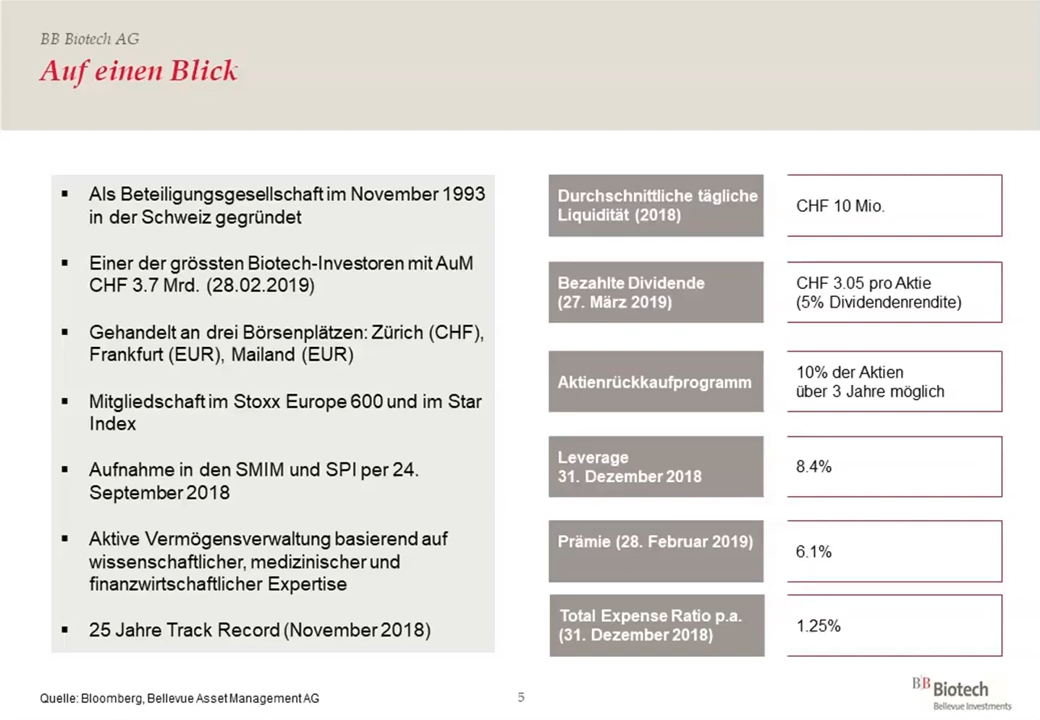 BB Biotech AG
Auf einen Blick
▪ Als Beteiligungsgesellschaft im November 1993
in der Schweiz gegründet
▪ Einer der grössten Biotech-Investoren mit AuM
CHF 3.7 Mrd. (28.02.2019)
▪ Gehandelt an drei Börsenplätzen: Zürich (CHF),
Frankfurt (EUR), Mailand (EUR)
▪ Mitgliedschaft im Stoxx Europe 600 und im Star
Index
▪ Aufnahme in den SMIM und SPI per 24.
September 2018
▪ Aktive Vermögensverwaltung basierend auf
wissenschaftlicher, medizinischer und
finanzwirtschaftlicher Expertise
▪ 25 Jahre Track Record (November 2018)
Durchschnittliche tägliche
Liquidität (2018)
CHF 10 Mio.
Bezahlte Dividende
(27. März 2019)
CHF 3.05 pro Aktie
(5% Dividendenrendite)
Aktienrückkaufprogramm
10% der Aktien
über 3 Jahre möglich
Leverage
31. Dezember 2018
8.4%
Prämie (28. Februar 2019)
6.1%
Total Expense Ratio p.a.
(31. Dezember 2018)
1.25%
Quelle: Bloomberg, Bellevue Asset Management AG
5
BB Biotech
Bellevue Investments